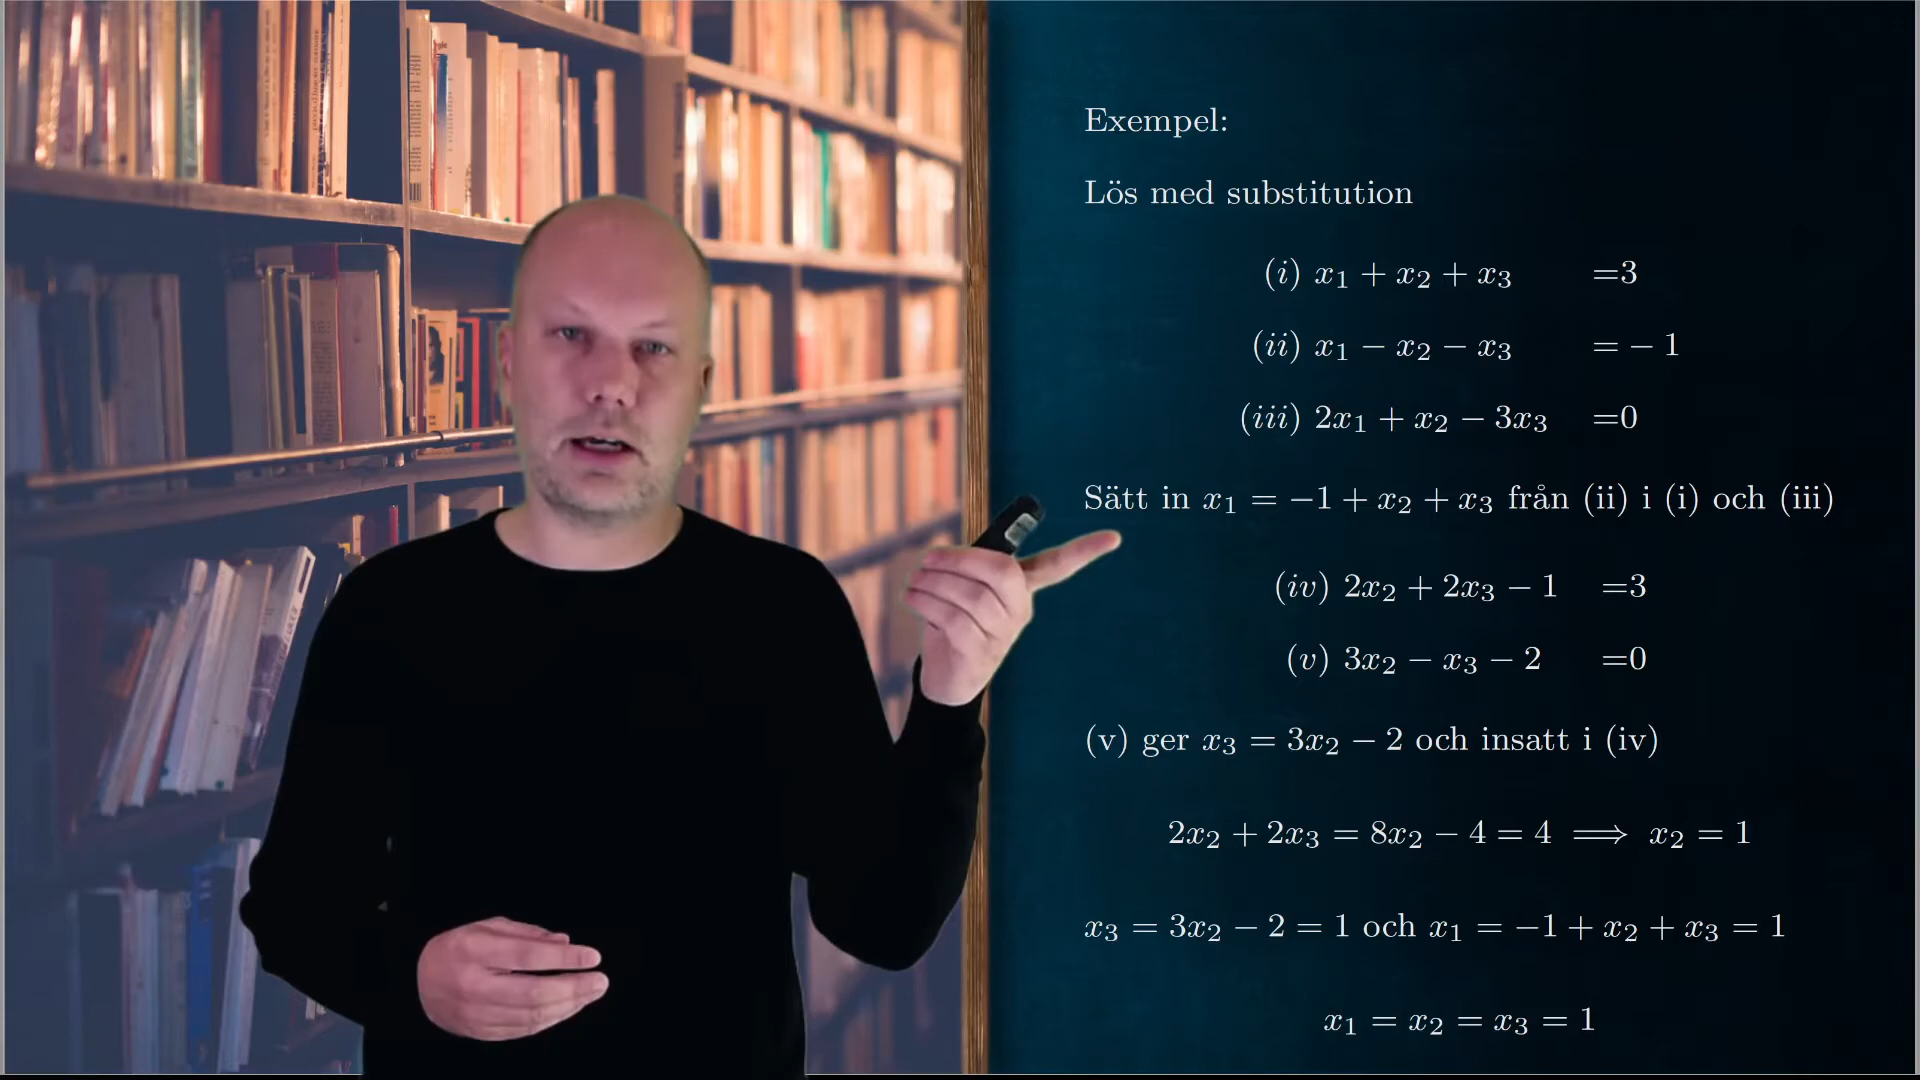 Exempel:
Lös med substitution
(i) x₁ + x₂ + x₃ =3
(ii) x₁ − x₂ − x₃ =− 1
(iii) 2x₁ + x₂ − 3x₃ =0
Sätt in x₁ = −1 + x₂ + x₃ från (ii) i (i) och (iii)
(iv) 2x₂ + 2x₃ − 1 =3
(v) 3x₂ − x₃ − 2 =0
(v) ger x₃ = 3x₂ − 2 och insatt i (iv)
2x₂ + 2x₃ = 8x₂ − 4 = 4 ⟹ x₂ = 1
x₃ = 3x₂ − 2 = 1 och x₁ = −1 + x₂ + x₃ = 1
x₁ = x₂ = x₃ = 1